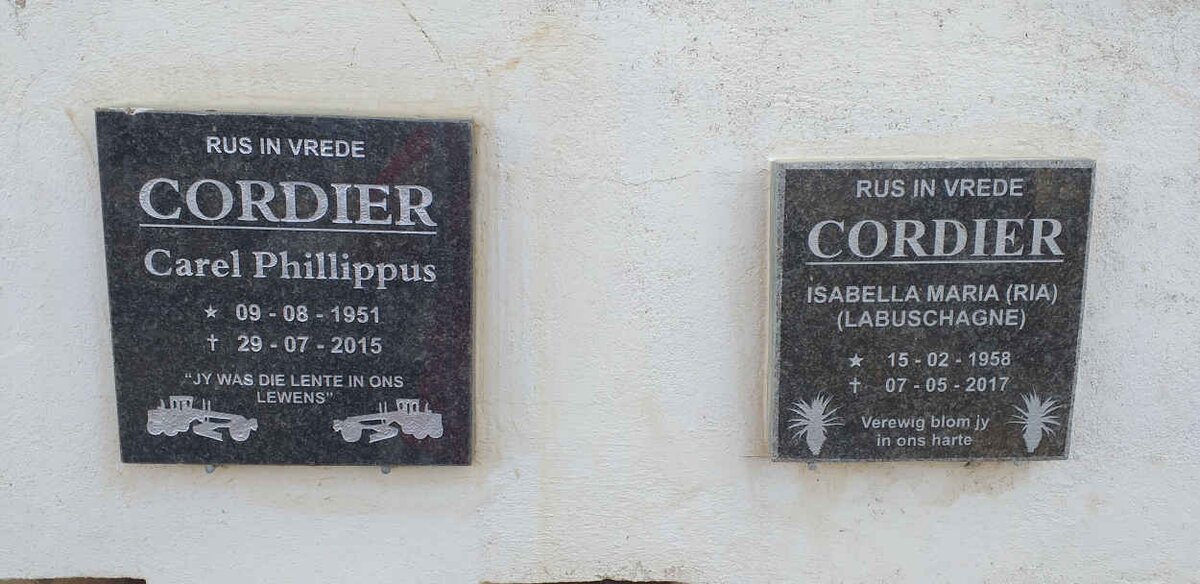 RUS IN VREDE
CORDIER
Carel Phillippus
★ 09 - 08 - 1951
✝ 29 - 07 - 2015
"JY WAS DIE LENTE IN ONS
LEWENS"
RUS IN VREDE
CORDIER
ISABELLA MARIA (RIA)
(LABUSCHAGNE)
★ 15 - 02 - 1958
✝ 07 - 05 - 2017
Verewig blom jy
in ons harte